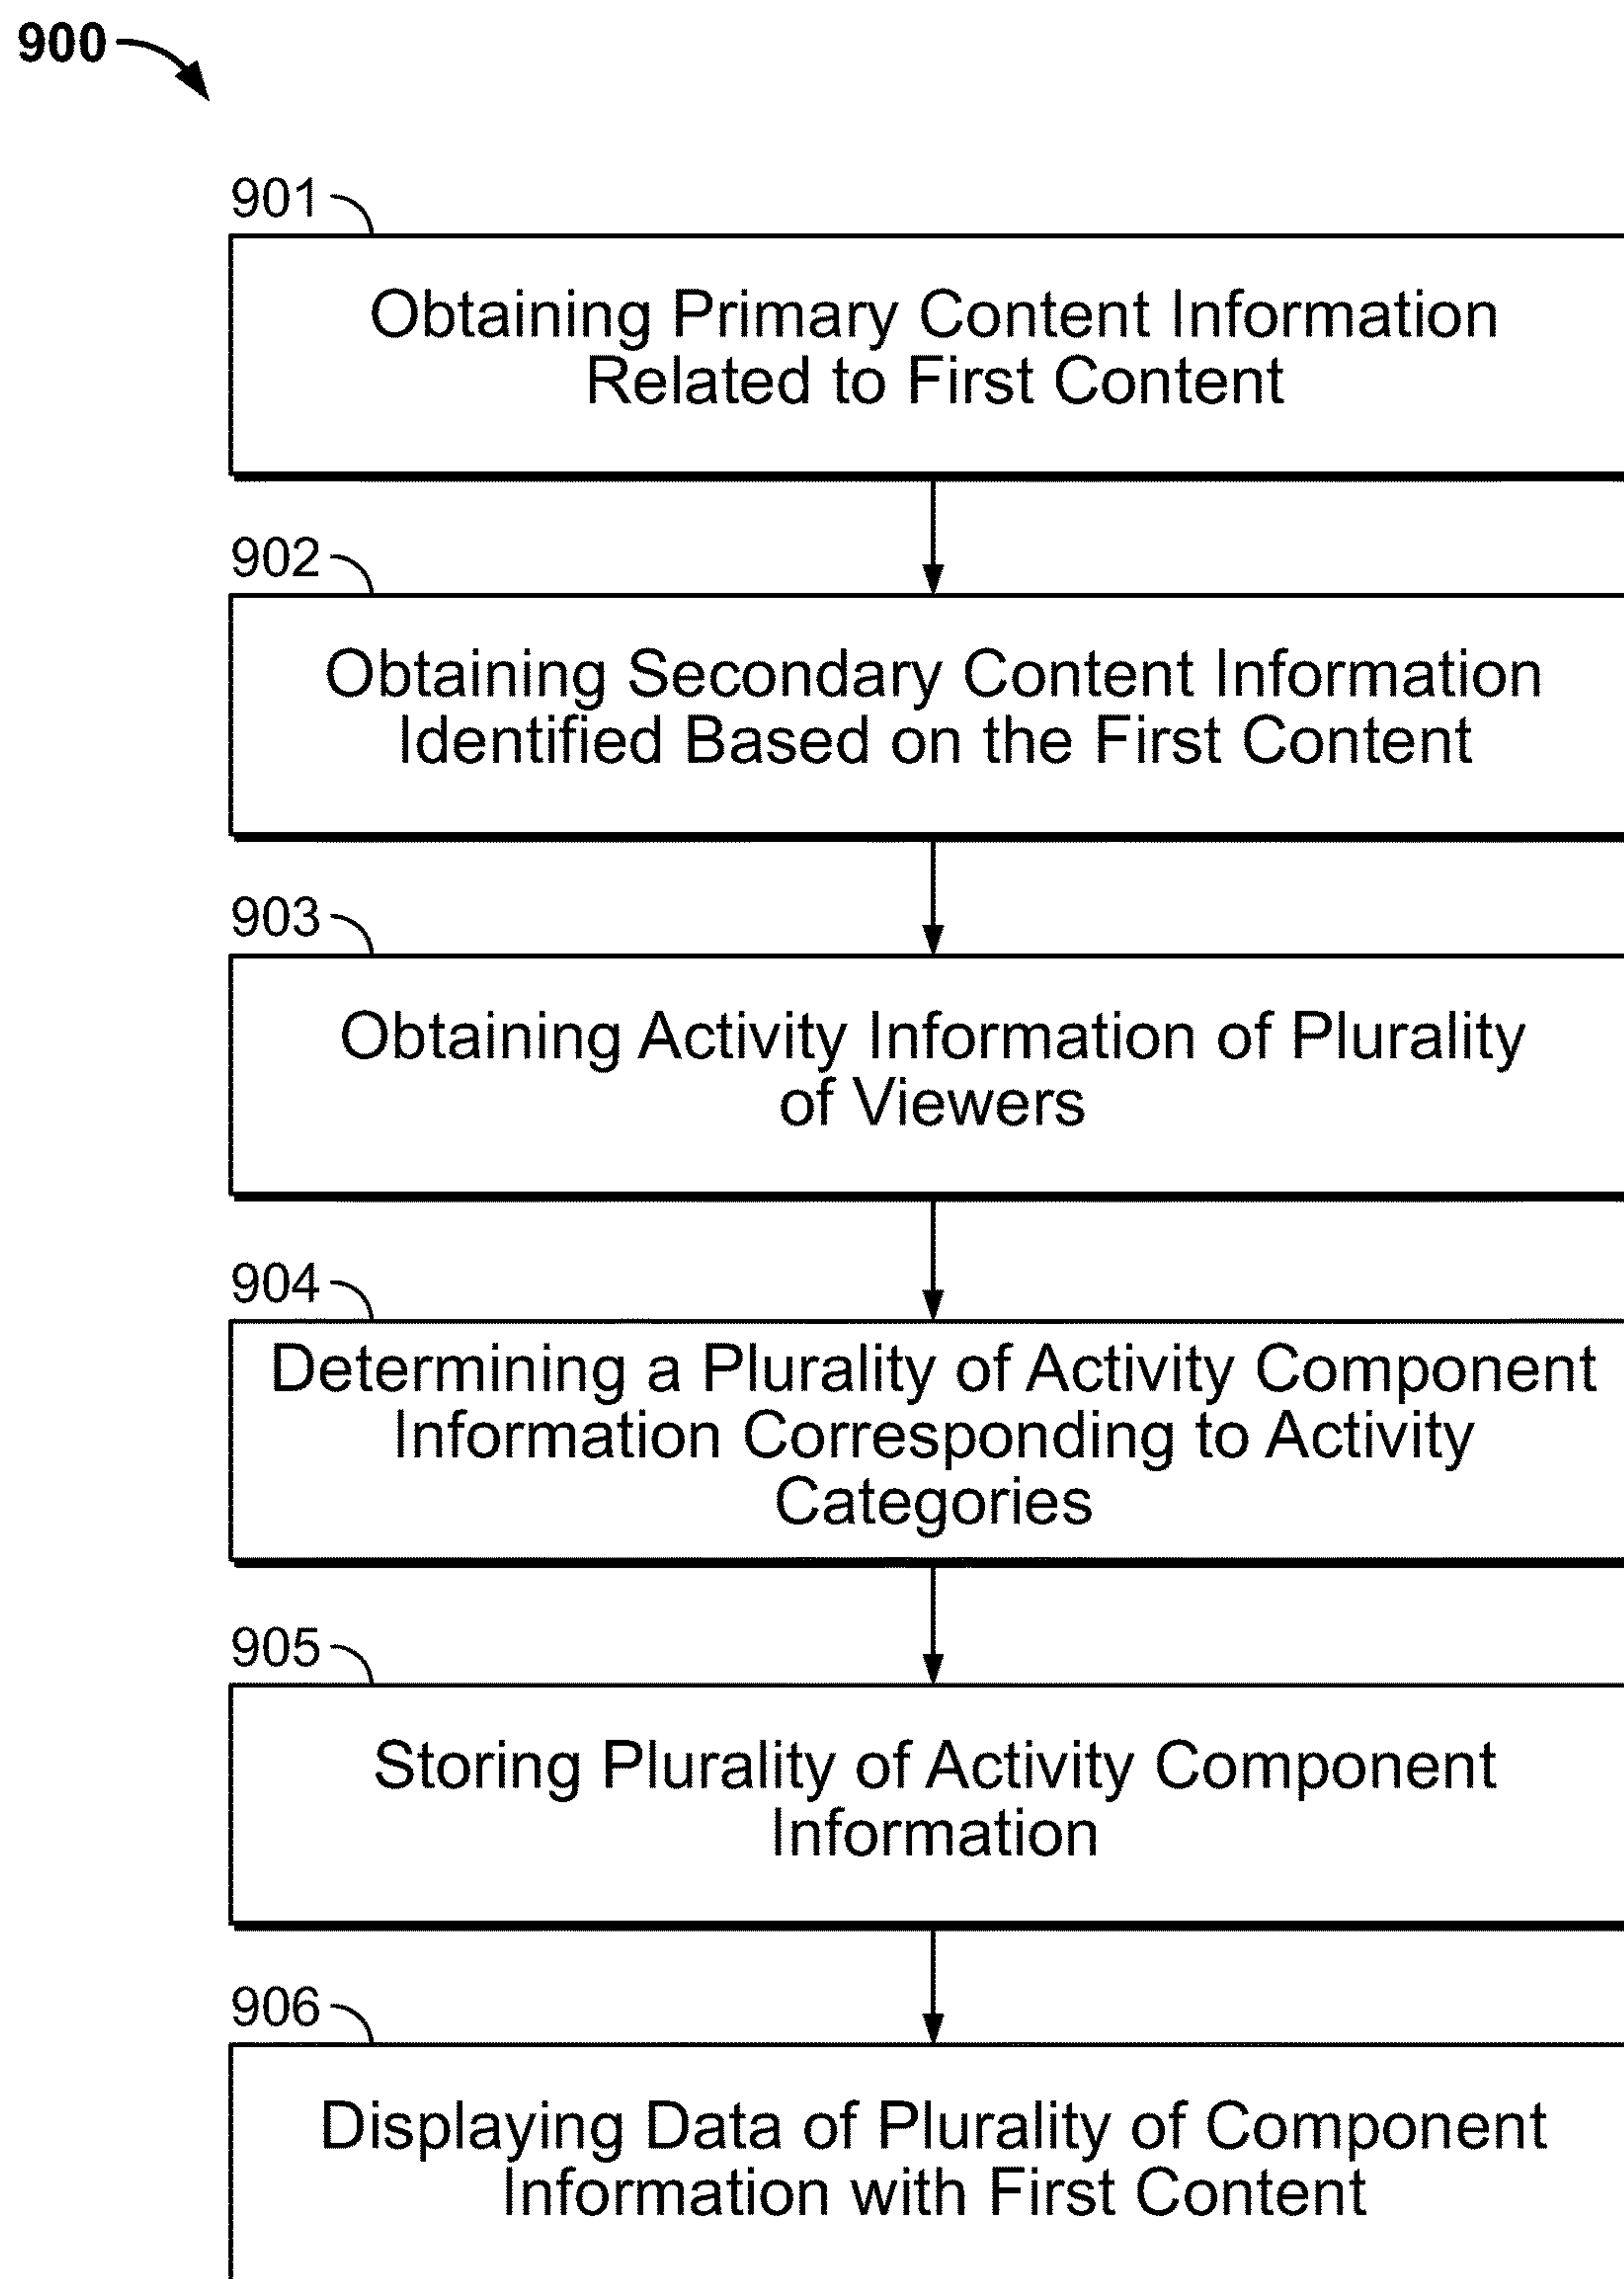 900
901
Obtaining Primary Content Information
Related to First Content
902
Obtaining Secondary Content Information
Identified Based on the First Content
903
Obtaining Activity Information of Plurality
of Viewers
904
Determining a Plurality of Activity Component
Information Corresponding to Activity
Categories
905
Storing Plurality of Activity Component
Information
906
Displaying Data of Plurality of Component
Information with First Content